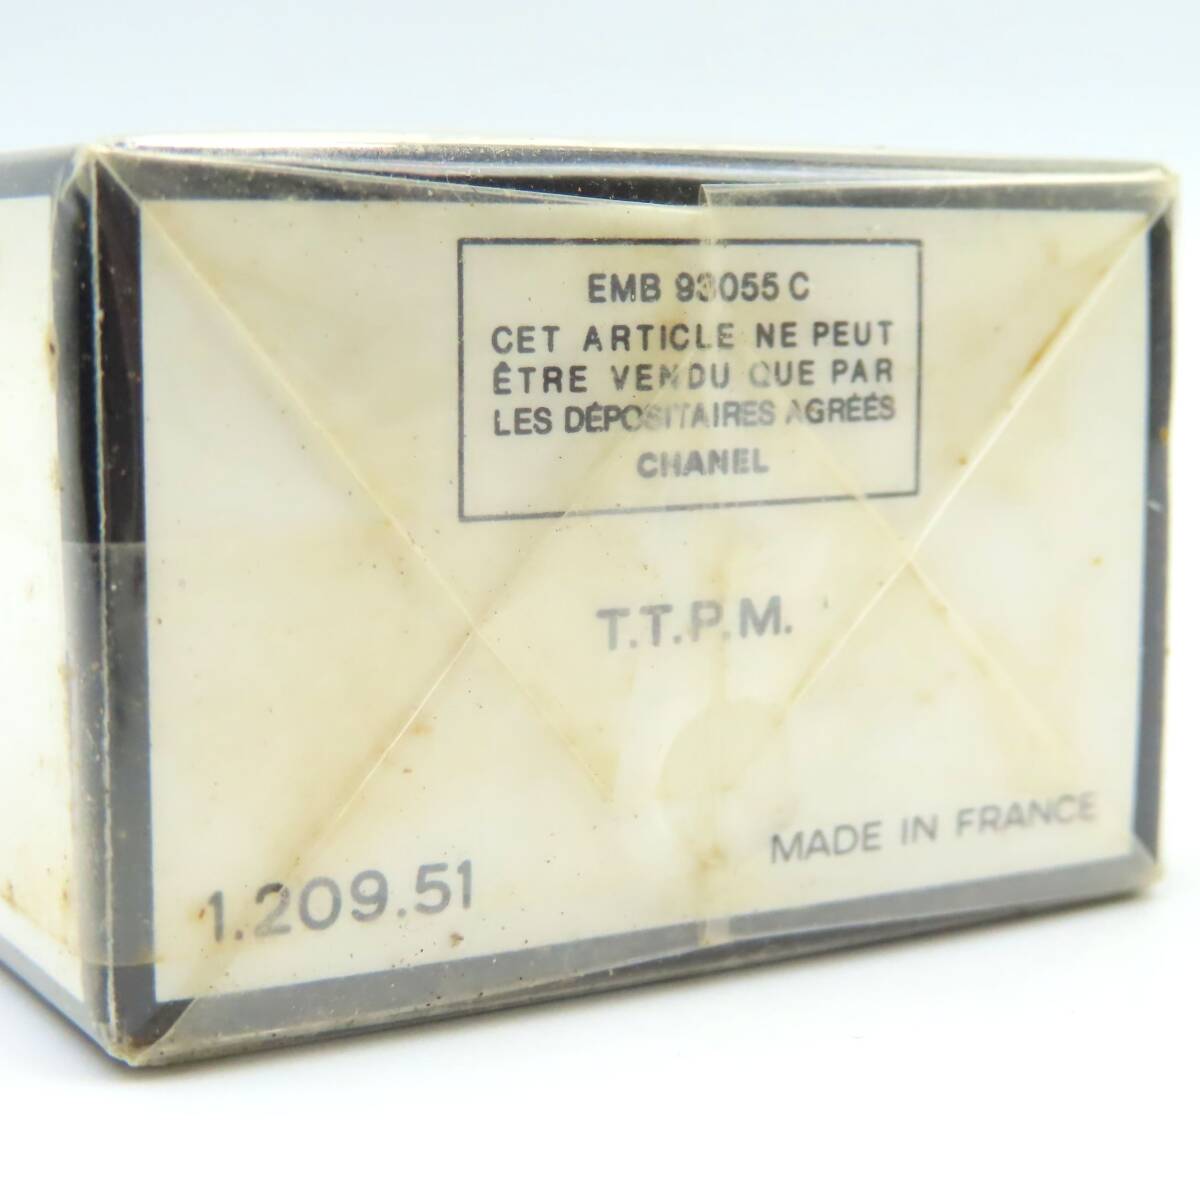 EMB 93055 C
CET ARTICLE NE PEUT
ÊTRE VENDU QUE PAR
LES DÉPOSITAIRES AGRÉÉS
CHANEL
T.T.P.M.
1.209.51
MADE IN FRANCE